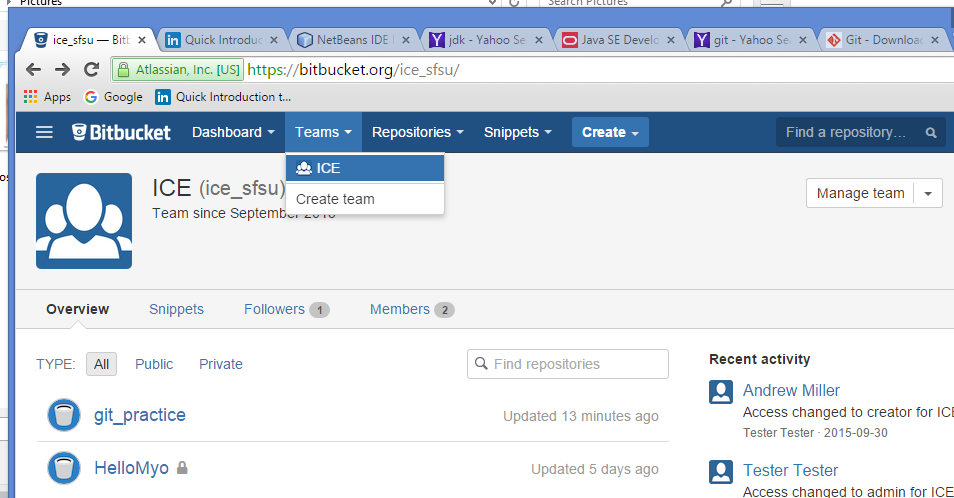 Pictures
Search Pictures
ice_sfsu — Bitb
Quick Introduc
NetBeans IDE
jdk - Yahoo Se
Java SE Develo
git - Yahoo Sea
Git - Downloa
Atlassian, Inc. [US] https://bitbucket.org/ice_sfsu/
Apps Google Quick Introduction t...
Bitbucket Dashboard Teams Repositories Snippets Create Find a repository...
ICE
Create team
ICE (ice_sfsu)
Team since September
Manage team
Overview Snippets Followers 1 Members 2
TYPE: All Public Private Find repositories
git_practice Updated 13 minutes ago
HelloMyo Updated 5 days ago
Recent activity
Andrew Miller
Access changed to creator for ICE
Tester Tester · 2015-09-30
Tester Tester
Access changed to admin for ICE